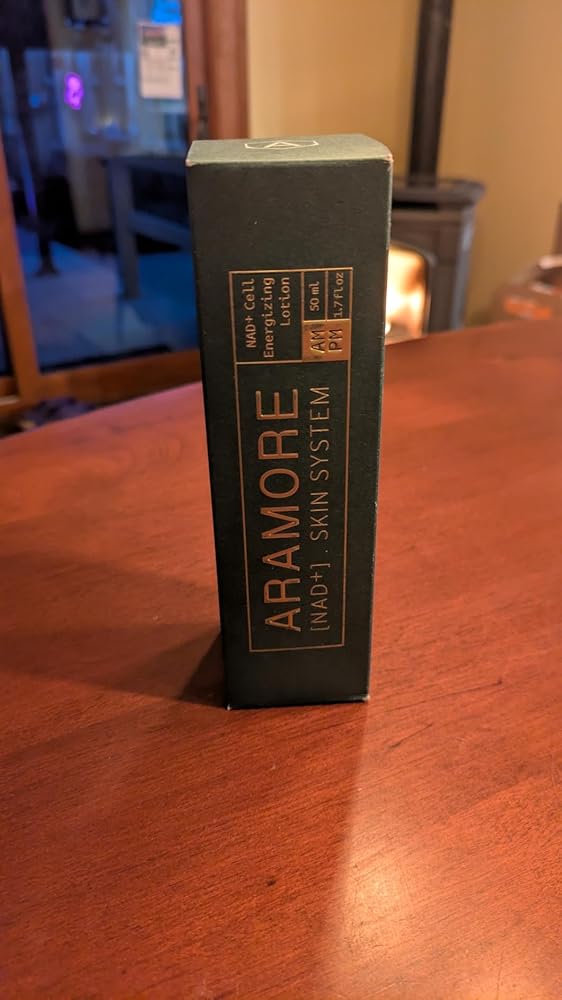 NAD+ Cell
Energizing
Lotion
50 ml
1.7 fl oz
AM
PM
ARAMORE
[NAD+] . SKIN SYSTEM